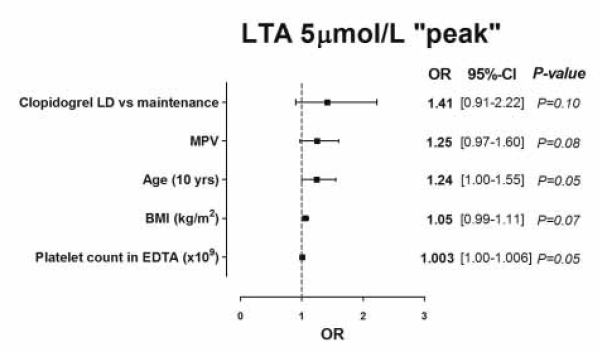 LTA 5μmol/L "peak"
OR 95%-CI P-value
Clopidogrel LD vs maintenance 1.41 [0.91-2.22] P=0.10
MPV 1.25 [0.97-1.60] P=0.08
Age (10 yrs) 1.24 [1.00-1.55] P=0.05
BMI (kg/m²) 1.05 [0.99-1.11] P=0.07
Platelet count in EDTA (x10⁹) 1.003 [1.00-1.006] P=0.05
0 1 2 3
OR